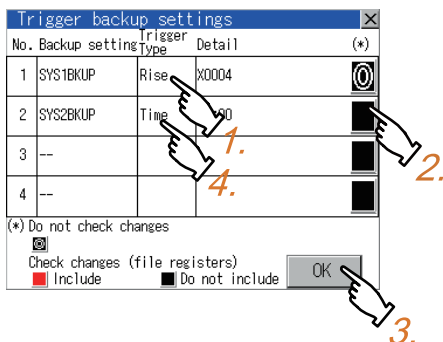 Trigger backup settings
No. Backup setting Trigger Type Detail (*)
1 SYS1BKUP Rise X0004
2 SYS2BKUP Time
1.
2.
3 --
4 --
4.
(*) Do not check changes
Check changes (file registers)
Include Do not include OK
3.